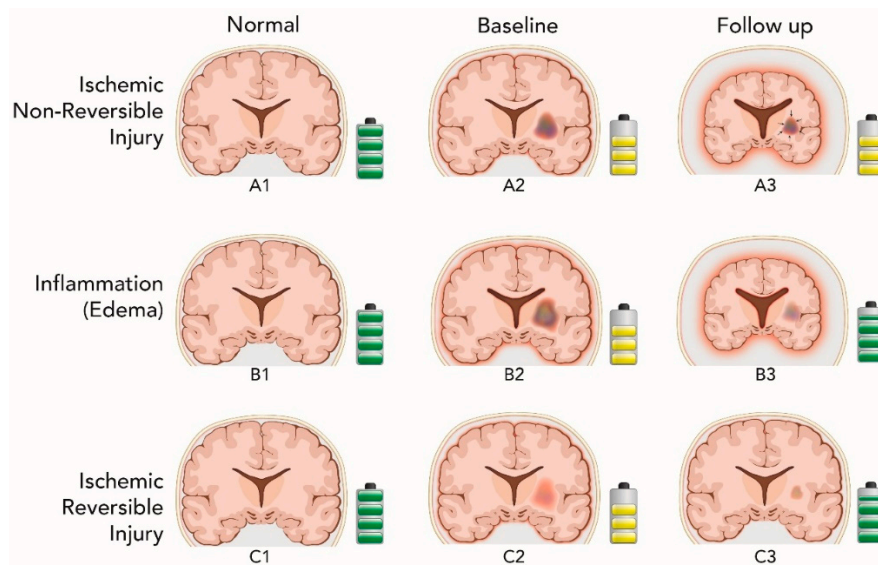 Normal
Baseline
Follow up
Ischemic
Non-Reversible
Injury
A1
A2
A3
Inflammation
(Edema)
B1
B2
B3
Ischemic
Reversible
Injury
C1
C2
C3